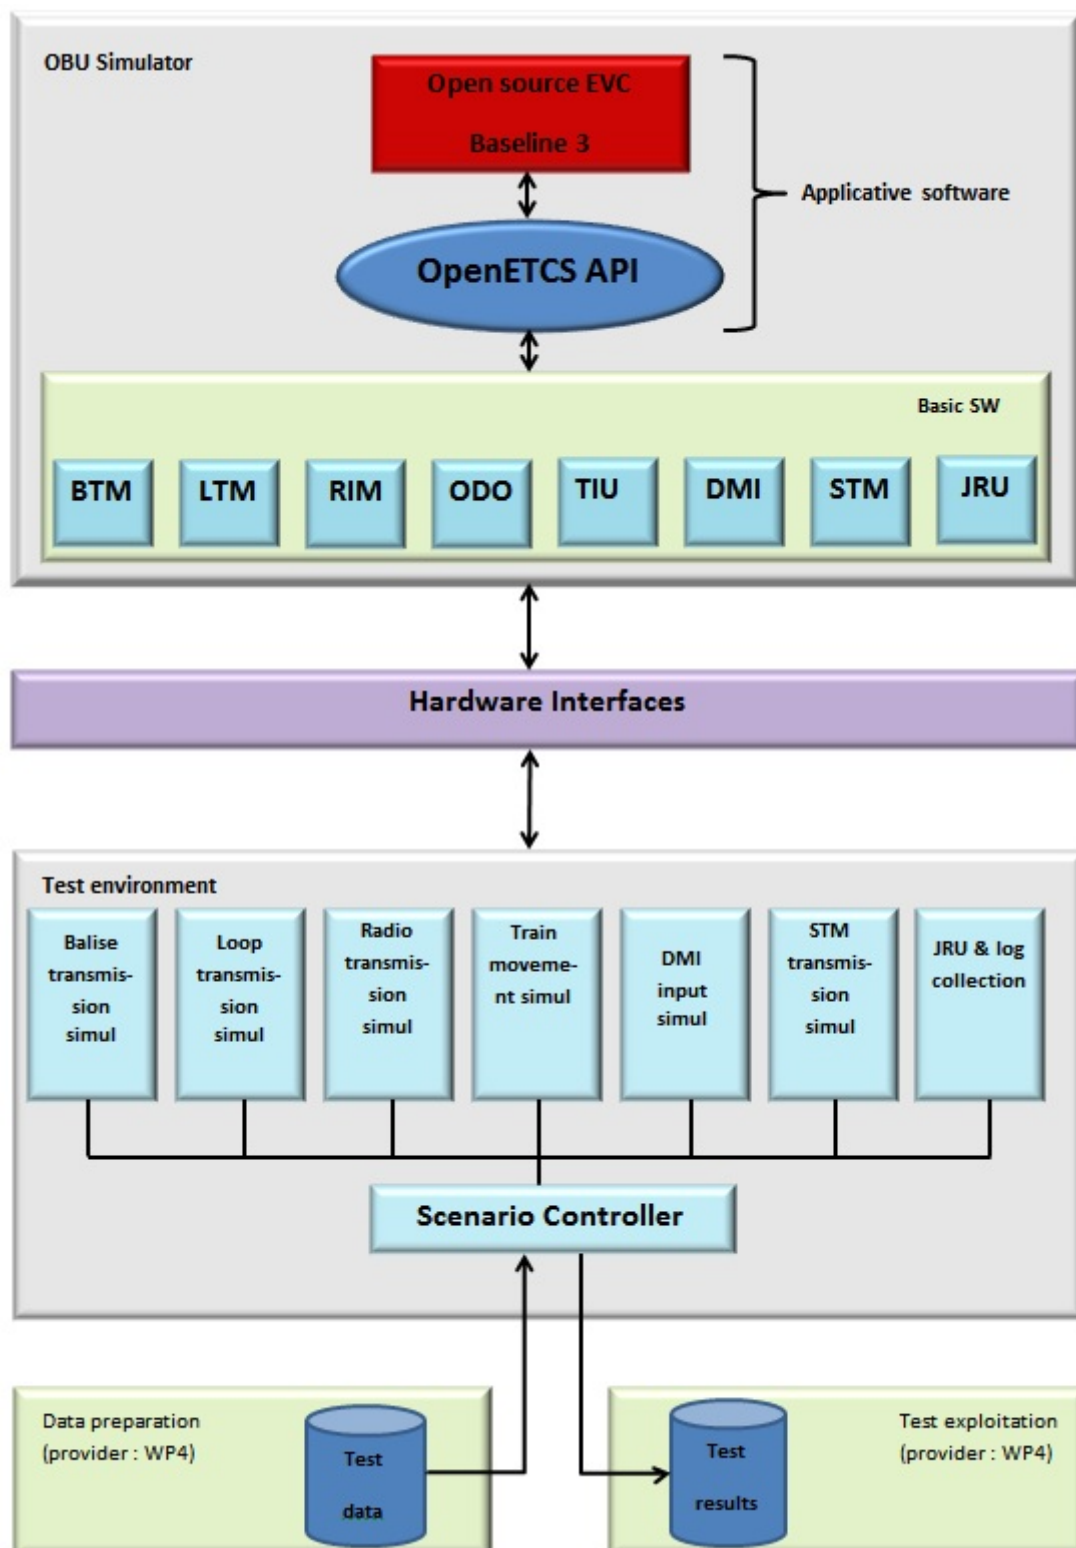 OBU Simulator
Open source EVC
Baseline 3
Applicative software
OpenETCS API
Basic SW
BTM
LTM
RIM
ODO
TIU
DMI
STM
JRU
Hardware Interfaces
Test environment
Balise
transmis-
sion
simul
Loop
transmis-
sion
simul
Radio
transmis-
sion
simul
Train
moveme-
nt simul
DMI
input
simul
STM
transmis-
sion
simul
JRU & log
collection
Scenario Controller
Data preparation
(provider : WP4)
Test
data
Test
results
Test exploitation
(provider : WP4)